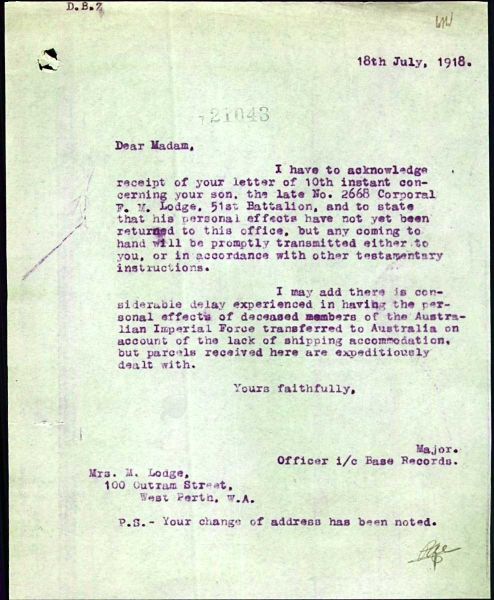 D.B.Z
18th July, 1918.
21043
Dear Madam,
I have to acknowledge
receipt of your letter of 10th instant con-
cerning your son, the late No. 2668 Corporal
F. M. Lodge, 51st Battalion, and to state
that his personal effects have not yet been
returned to this office, but any coming to
hand will be promptly transmitted either to
you, or in accordance with other testamentary
instructions.
I may add there is con-
siderable delay experienced in having the per-
sonal effects of deceased members of the Austra-
lian Imperial Force transferred to Australia on
account of the lack of shipping accommodation,
but parcels received here are expeditiously
dealt with.
Yours faithfully,
Major.
Officer i/c Base Records.
Mrs. M. Lodge,
100 Outram Street,
West Perth, W.A.
P.S.- Your change of address has been noted.